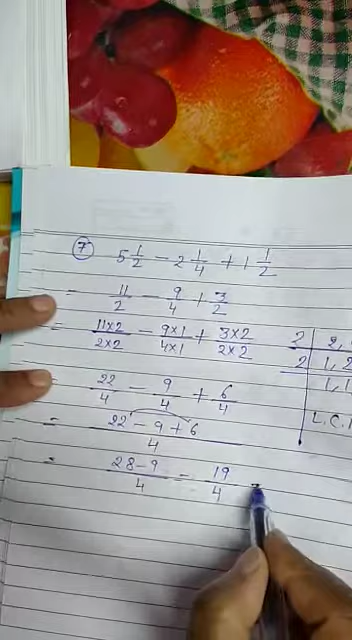 ⑦ 5 1/2 - 2 1/4 + 1 1/2
= 11/2 - 9/4 + 3/2
= 11×2/2×2 - 9×1/4×1 + 3×2/2×2
22/4 - 9/4 + 6/4
= 22 - 9 + 6/4
= 28-9/4 = 19/4 =
2 | 2,
2 | 1, 2
1, 1
L.C.